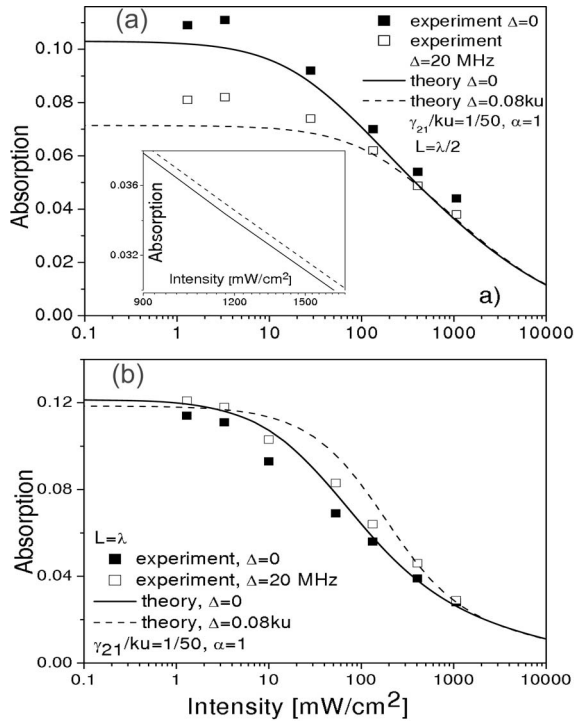 (a)
experiment Δ=0
experiment
Δ=20 MHz
theory Δ=0
theory Δ=0.08ku
γ21/ku=1/50, α=1
L=λ/2
0.10
0.08
0.06
0.04
0.02
0.00
Absorption
0.036
0.032
Absorption
Intensity [mW/cm²]
900 1200 1500
a)
0.1 1 10 100 1000 10000
(b)
0.12
0.08
0.04
0.00
Absorption
L=λ
experiment, Δ=0
experiment, Δ=20 MHz
theory, Δ=0
theory, Δ=0.08ku
γ21/ku=1/50, α=1
0.1 1 10 100 1000 10000
Intensity [mW/cm²]